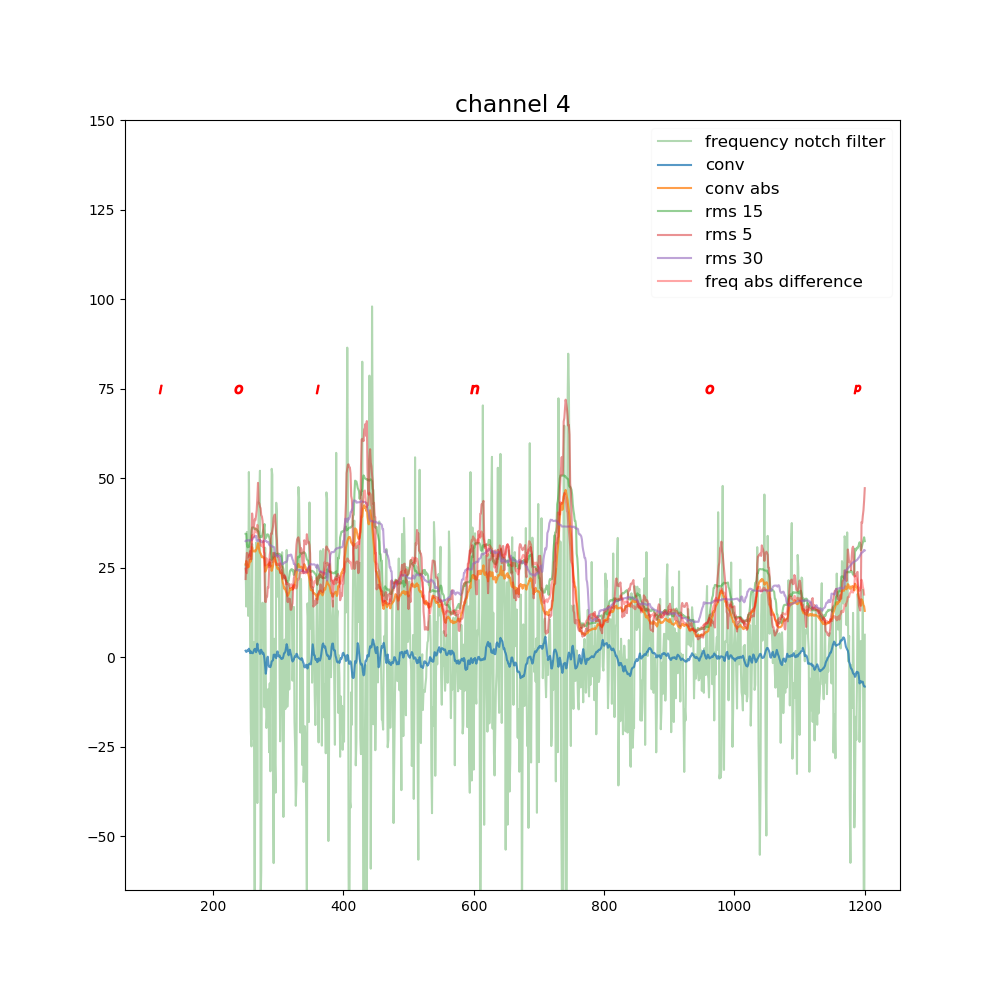 channel 4
150
frequency notch filter
conv
125
conv abs
rms 15
rms 5
rms 30
freq abs difference
100
75
l o l n o p
50
25
0
−25
−50
200 400 600 800 1000 1200